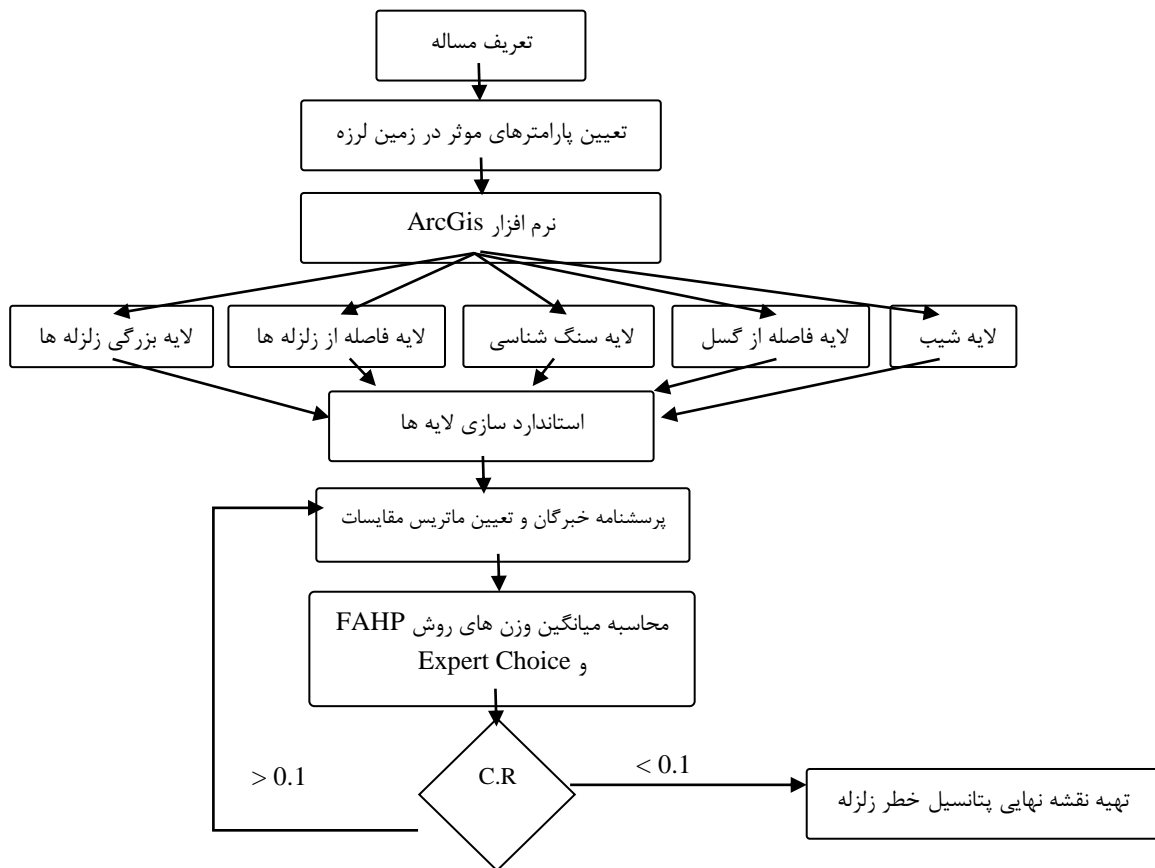 تعریف مساله
تعیین پارامترهای موثر در زمین لرزه
نرم افزار ArcGis
لایه شیب
لایه فاصله از گسل
لایه سنگ شناسی
لایه فاصله از زلزله ها
لایه بزرگی زلزله ها
استاندارد سازی لایه ها
پرسشنامه خبرگان و تعیین ماتریس مقایسات
محاسبه میانگین وزن های روش FAHP
و Expert Choice
C.R
< 0.1
> 0.1
تهیه نقشه نهایی پتانسیل خطر زلزله